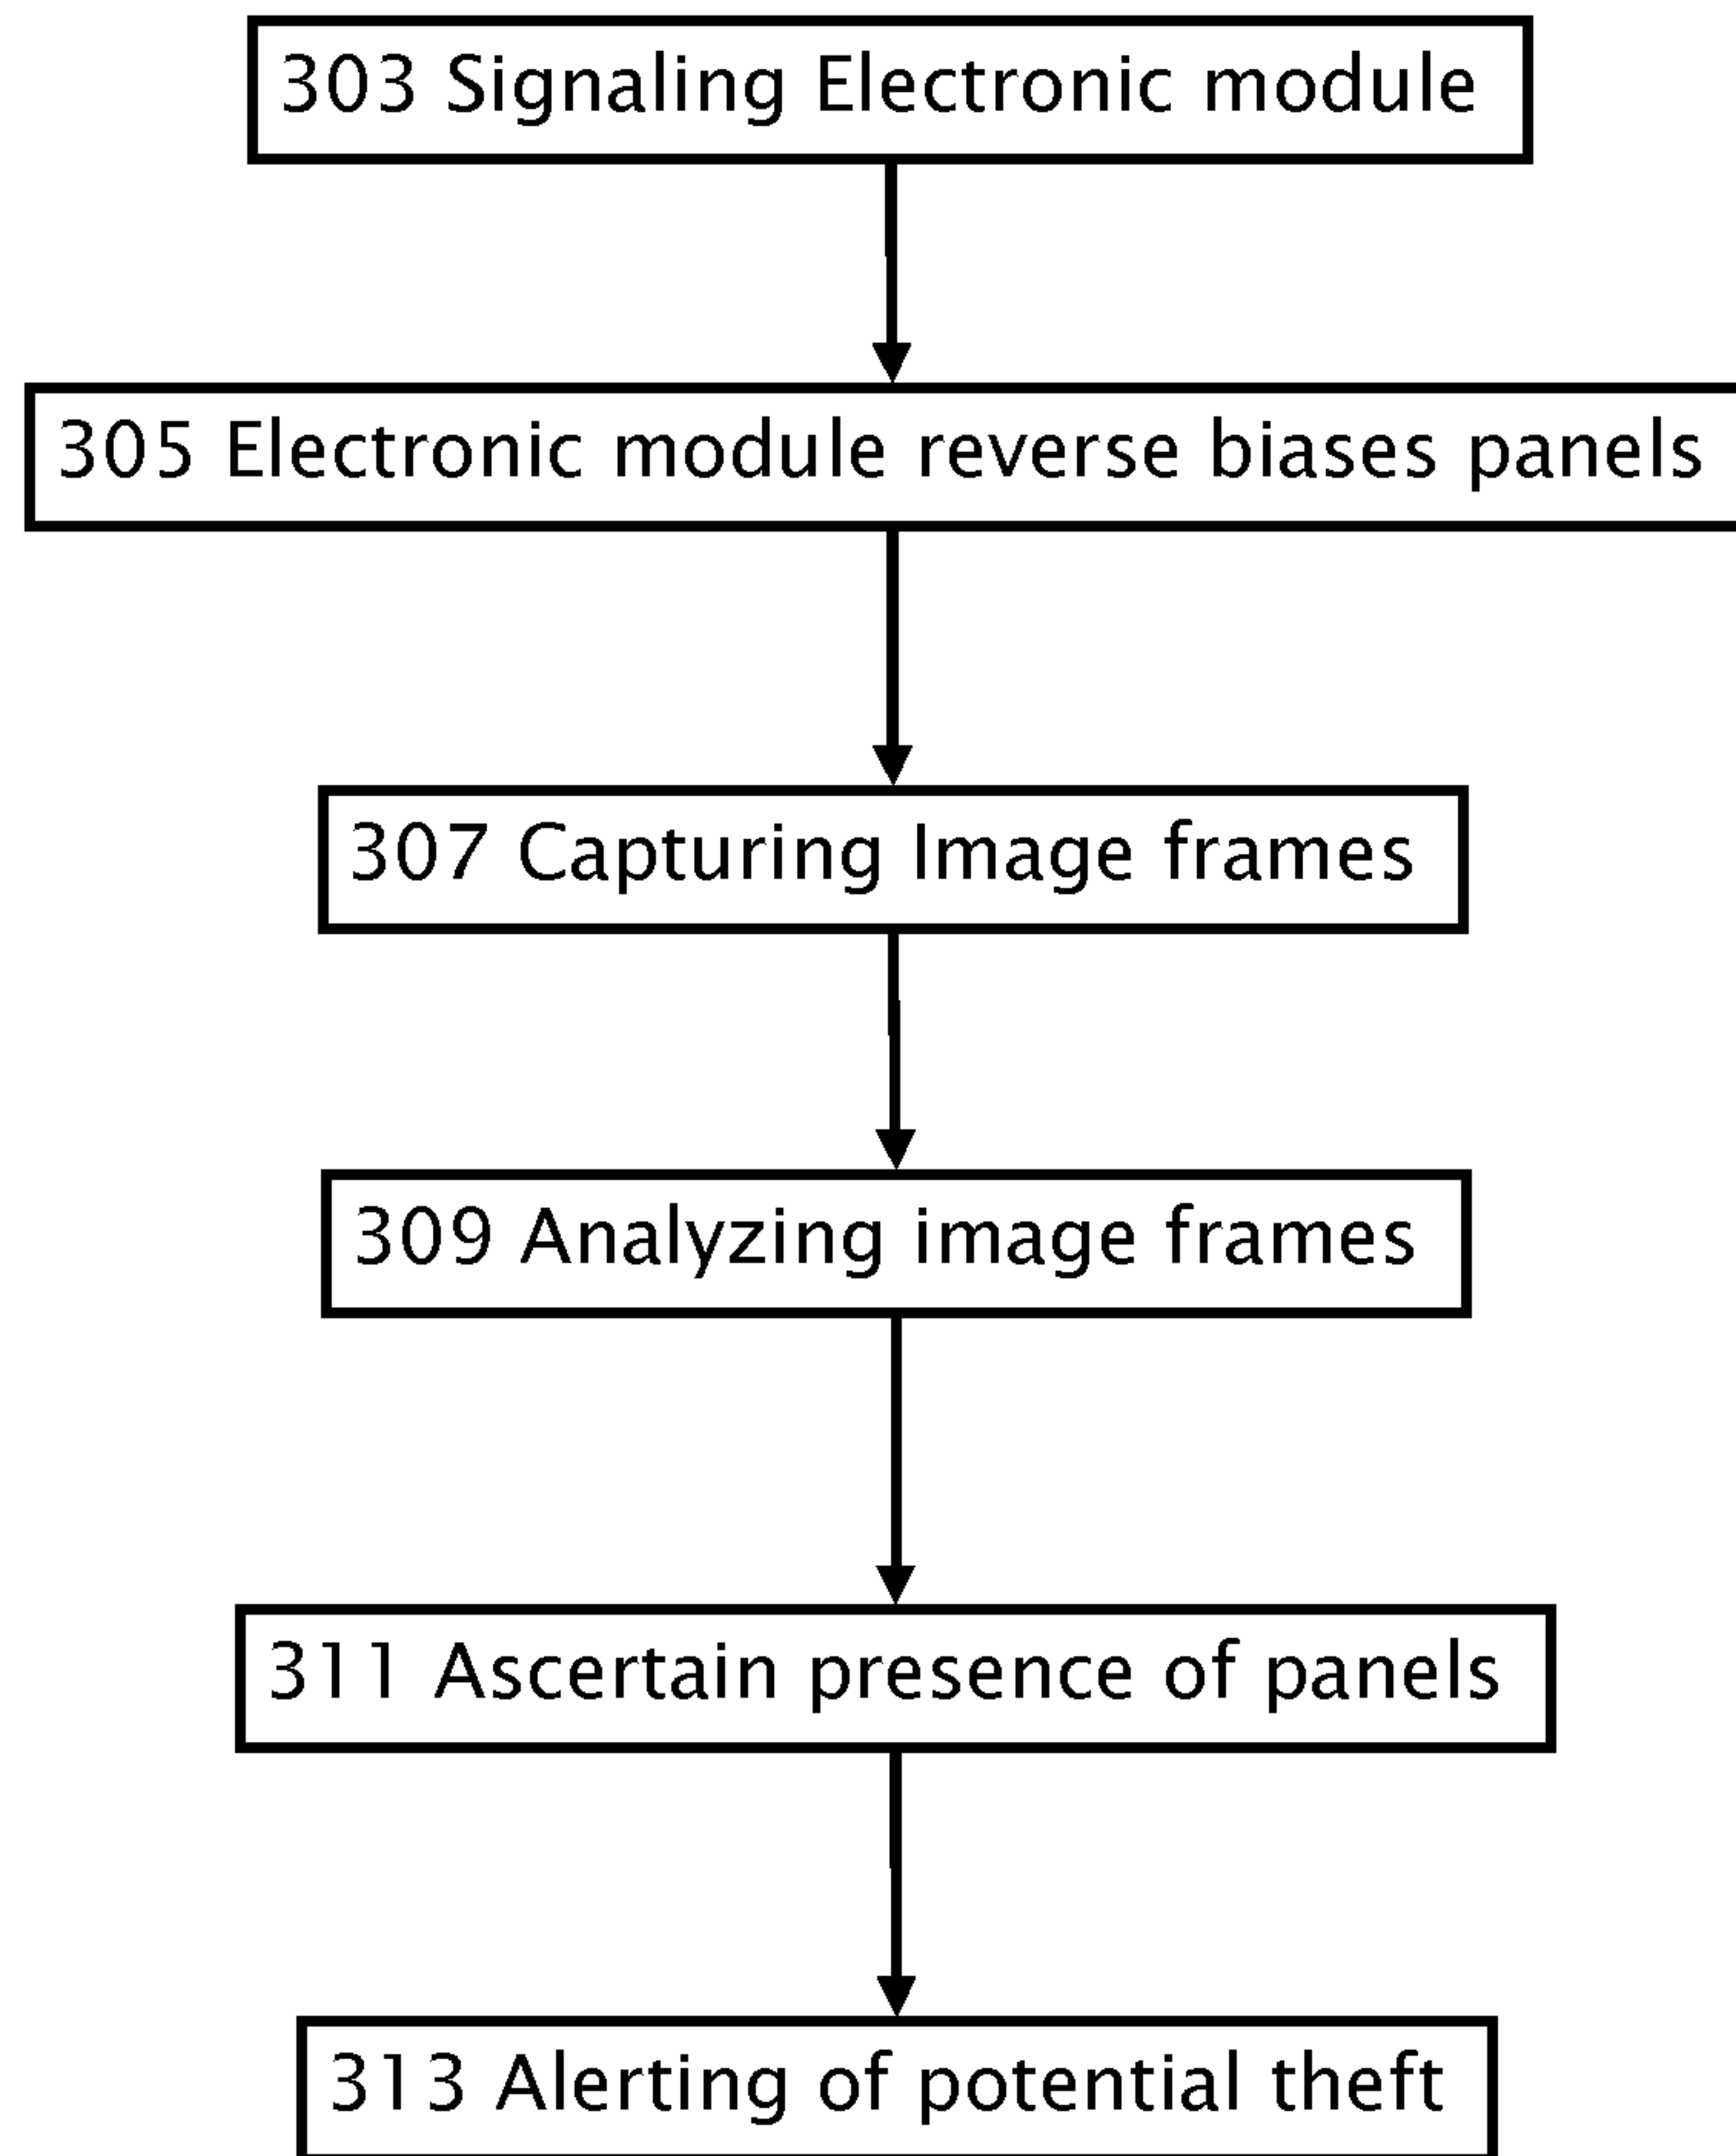 303 Signaling Electronic module
305 Electronic module reverse biases panels
307 Capturing Image frames
309 Analyzing image frames
311 Ascertain presence of panels
313 Alerting of potential theft